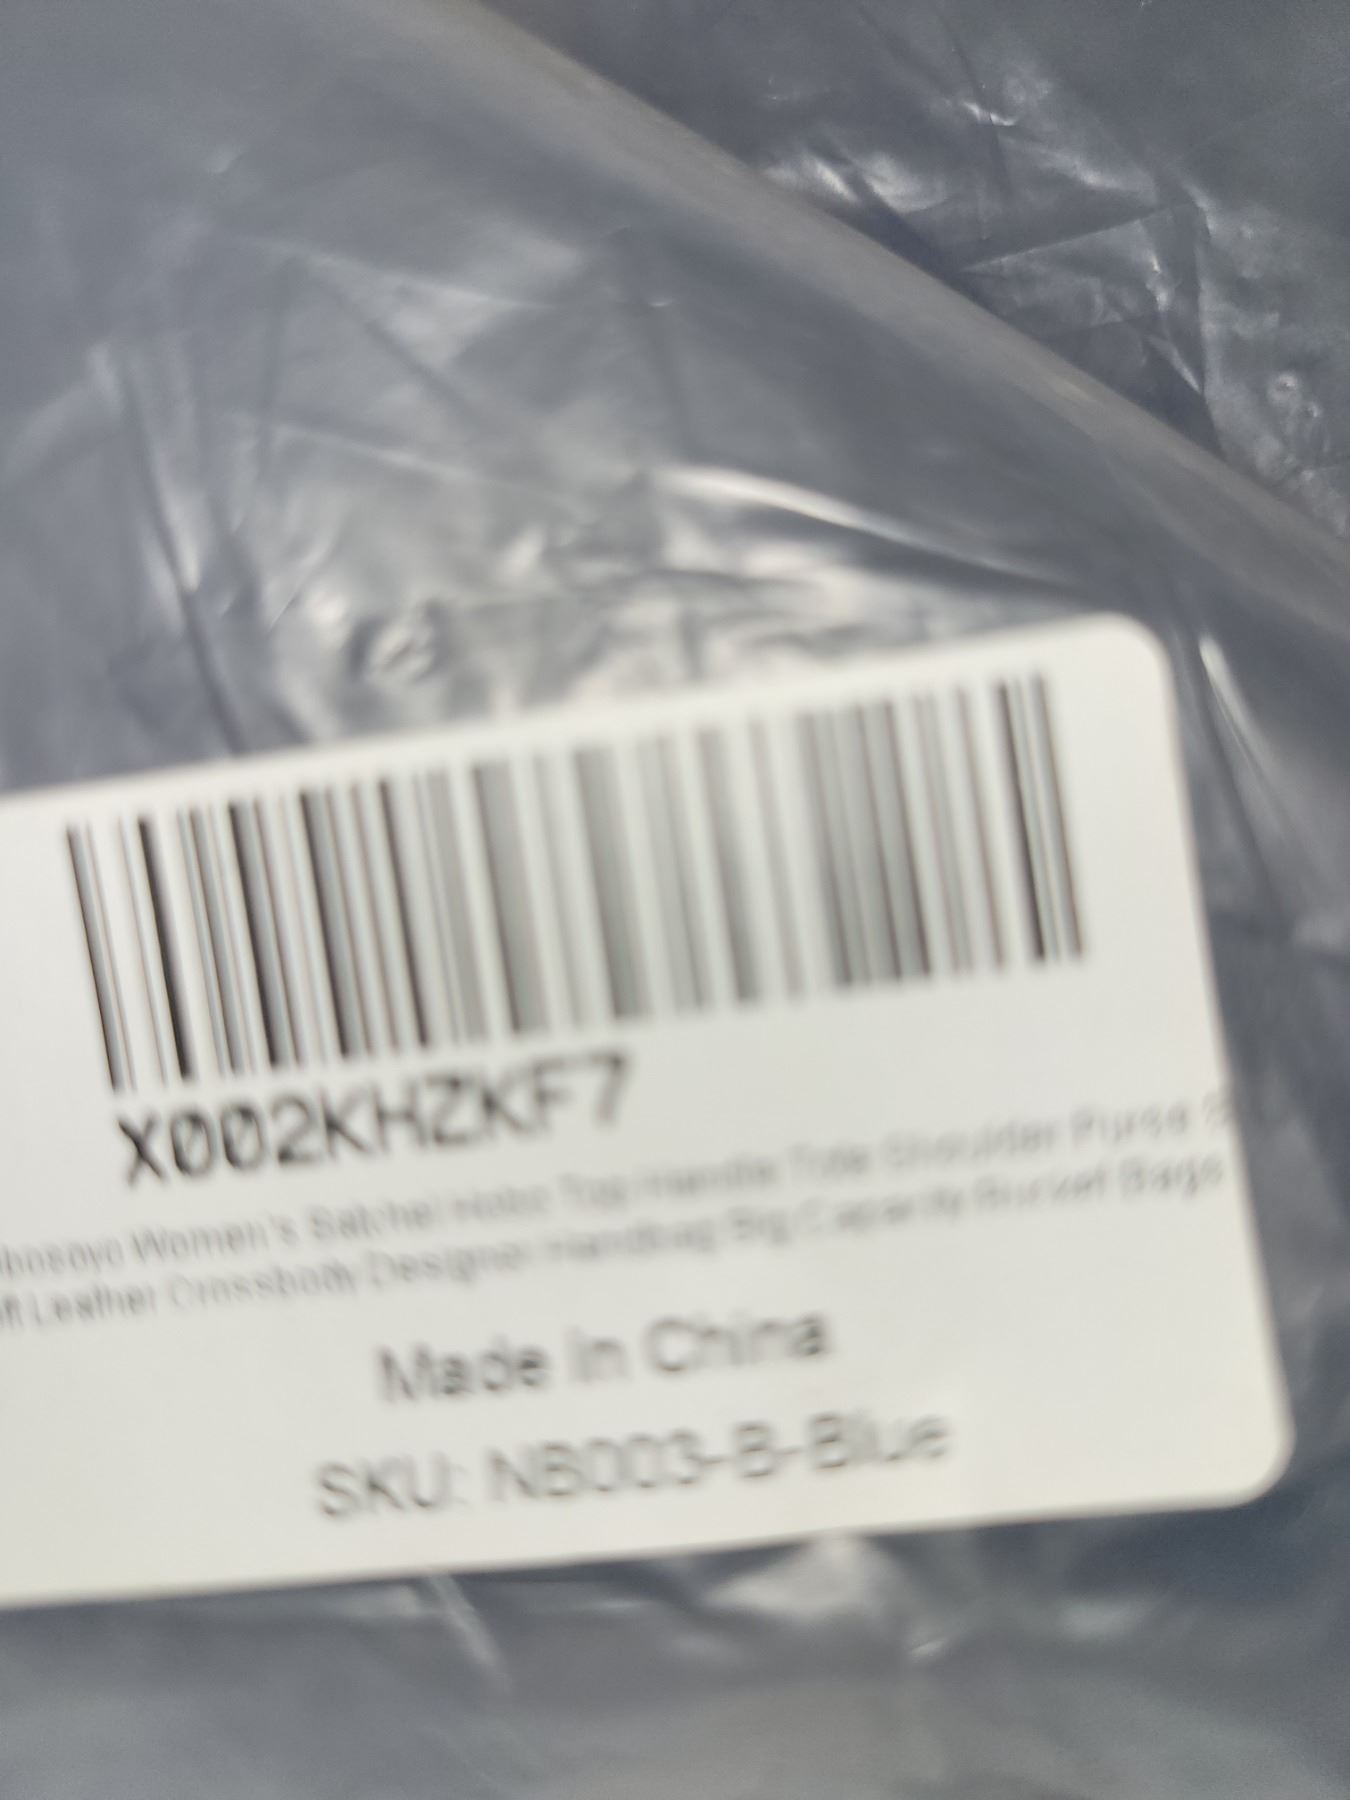 X002KHZKF7
Women's Satchel Hobo Top Handle Tote Shoulder Purse
Leather Crossbody Designer Handbag Big Capacity Bucket Bags
Made in China
SKU: NB003-B-Blue